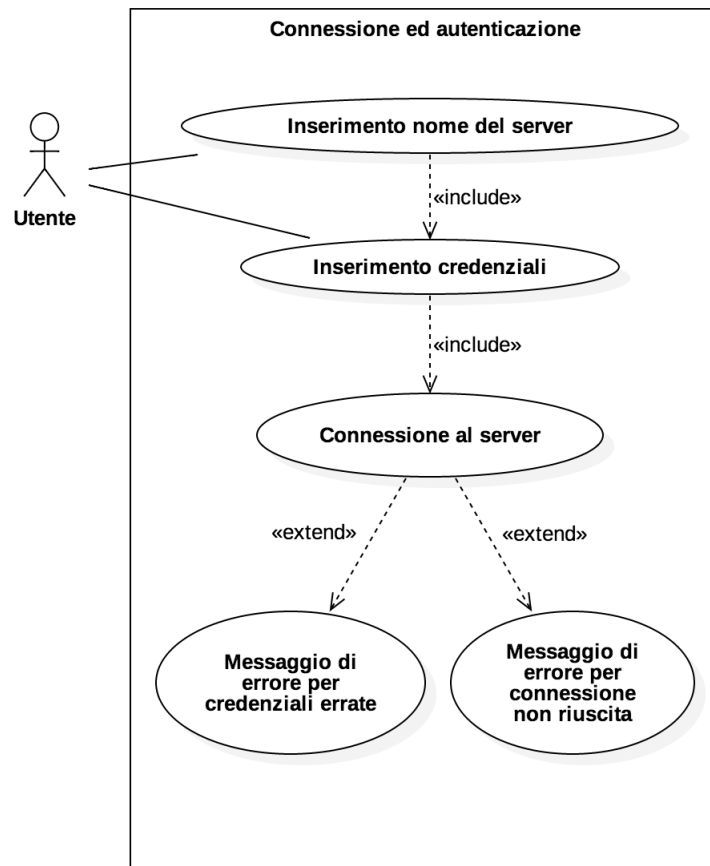 Connessione ed autenticazione
Inserimento nome del server
Utente
«include»
Inserimento credenziali
«include»
Connessione al server
«extend»
«extend»
Messaggio di
errore per
credenziali errate
Messaggio di
errore per
connessione
non riuscita